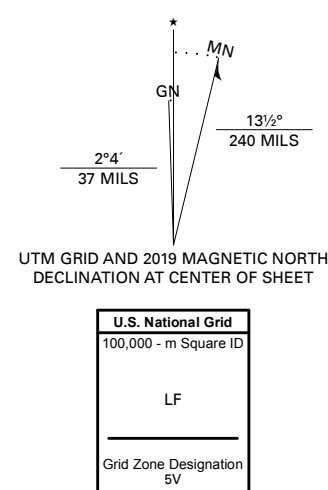 ★
MN
GN
13½°
240 MILS
2°4´
37 MILS
UTM GRID AND 2019 MAGNETIC NORTH
DECLINATION AT CENTER OF SHEET
U.S. National Grid
100,000 - m Square ID
LF
Grid Zone Designation
5V